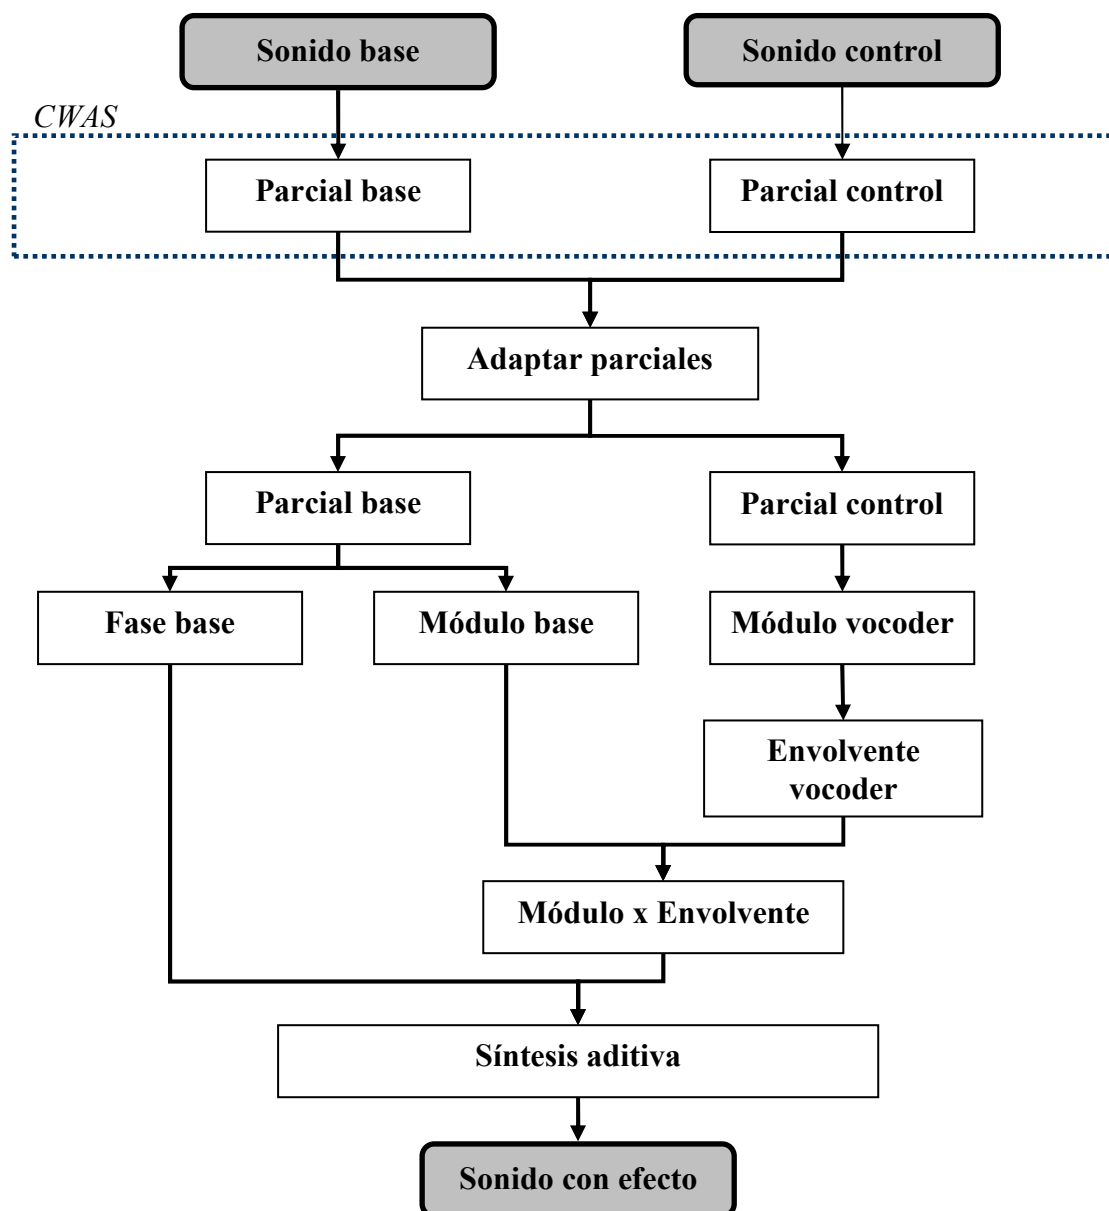 Sonido base
Sonido control
CWAS
Parcial base
Parcial control
Adaptar parciales
Parcial base
Parcial control
Fase base
Módulo base
Módulo vocoder
Envolvente
vocoder
Módulo x Envolvente
Síntesis aditiva
Sonido con efecto